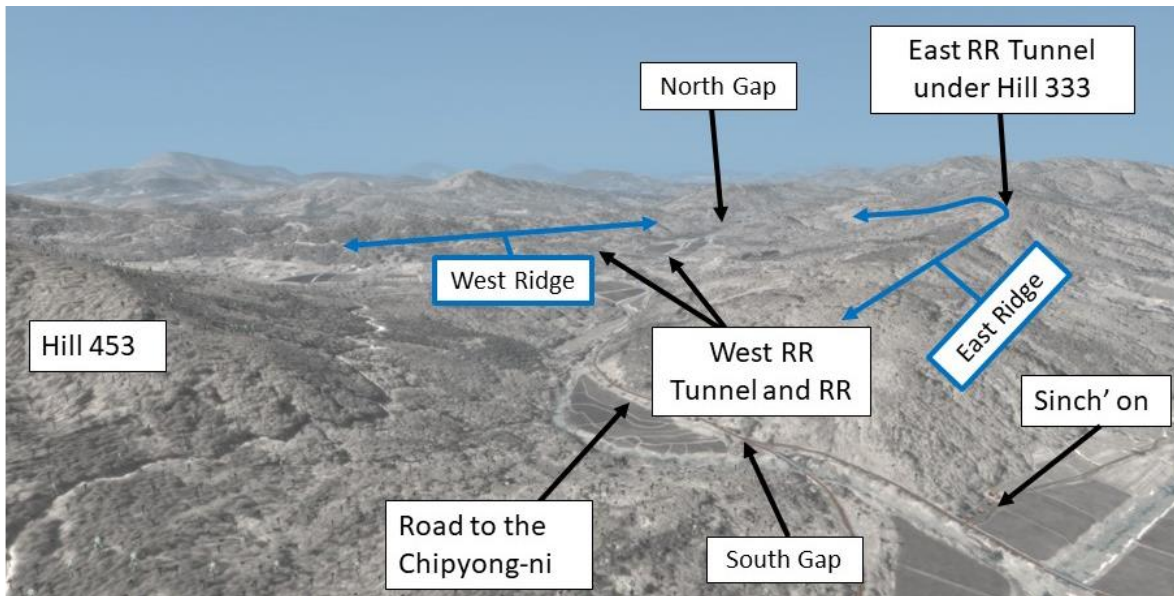 East RR Tunnel
under Hill 333
North Gap
West Ridge
East Ridge
Hill 453
West RR
Tunnel and RR
Sinch' on
Road to the
Chipyong-ni
South Gap